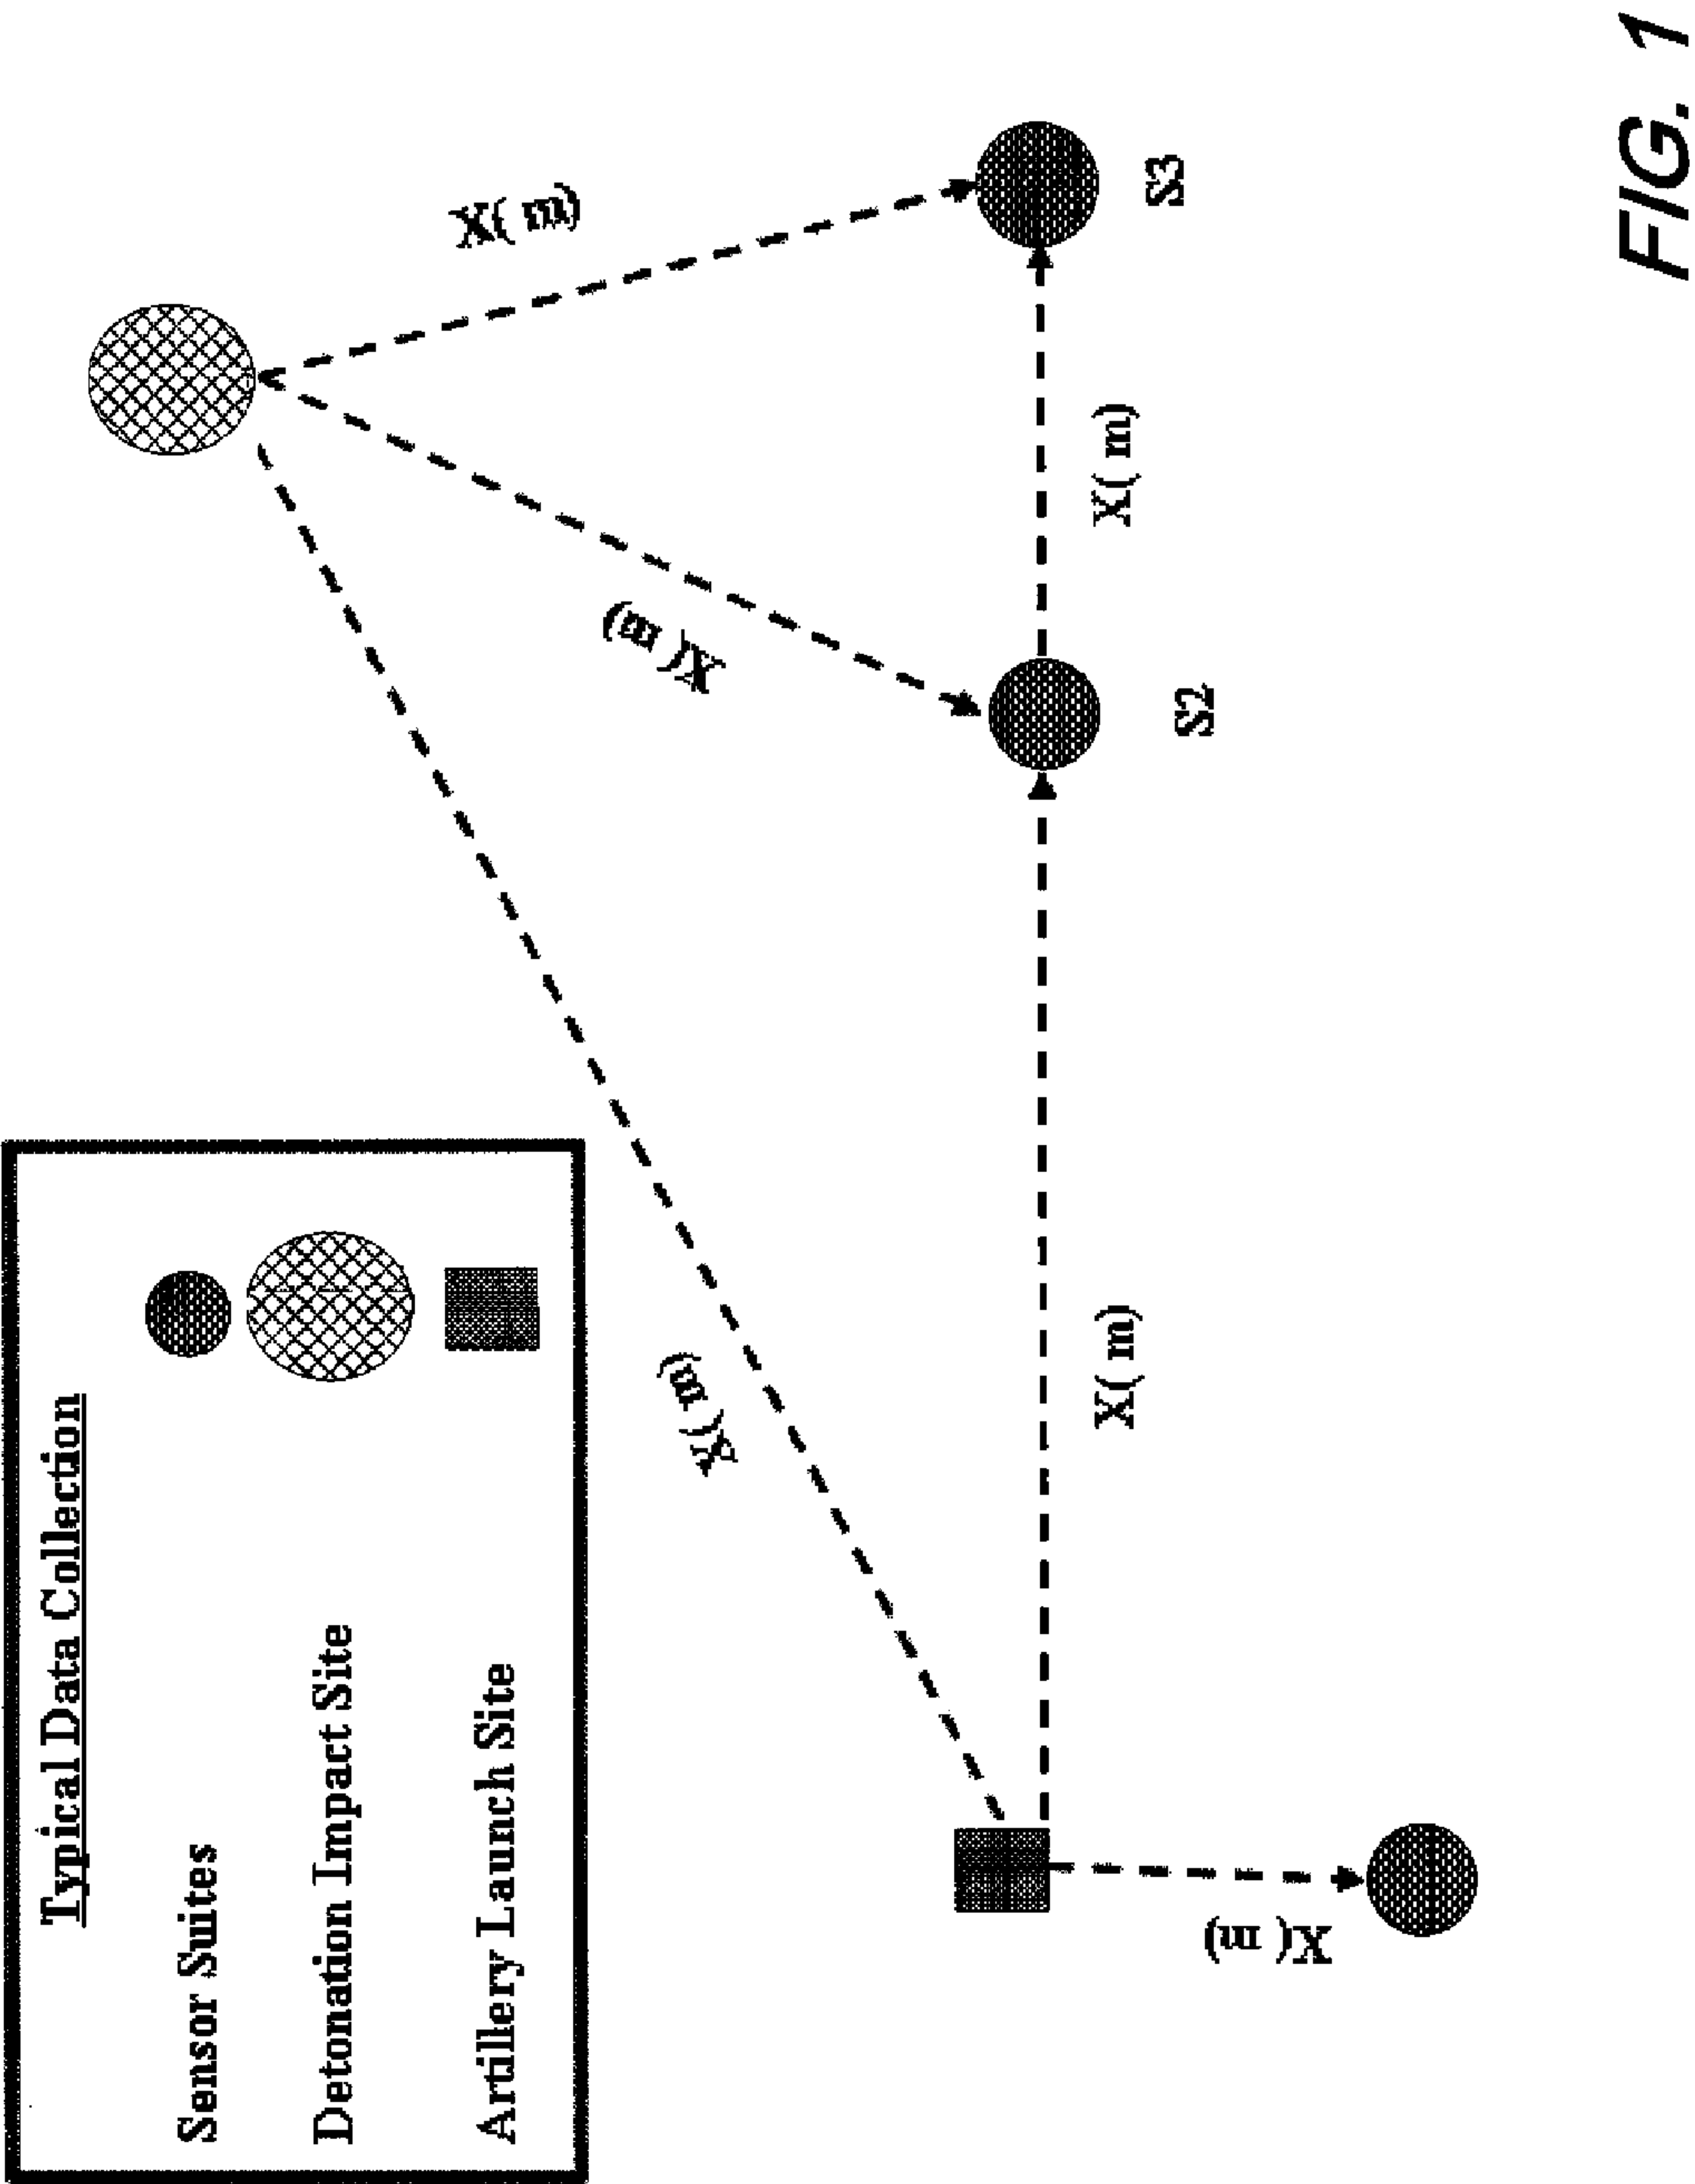 Typical Data Collection
Sensor Suites
Detonation Impact Site
Artillery Launch Site
X( m)
X( m)
X( m)
X( m)
X( m)
S3
S2
X( m)
FIG. 1